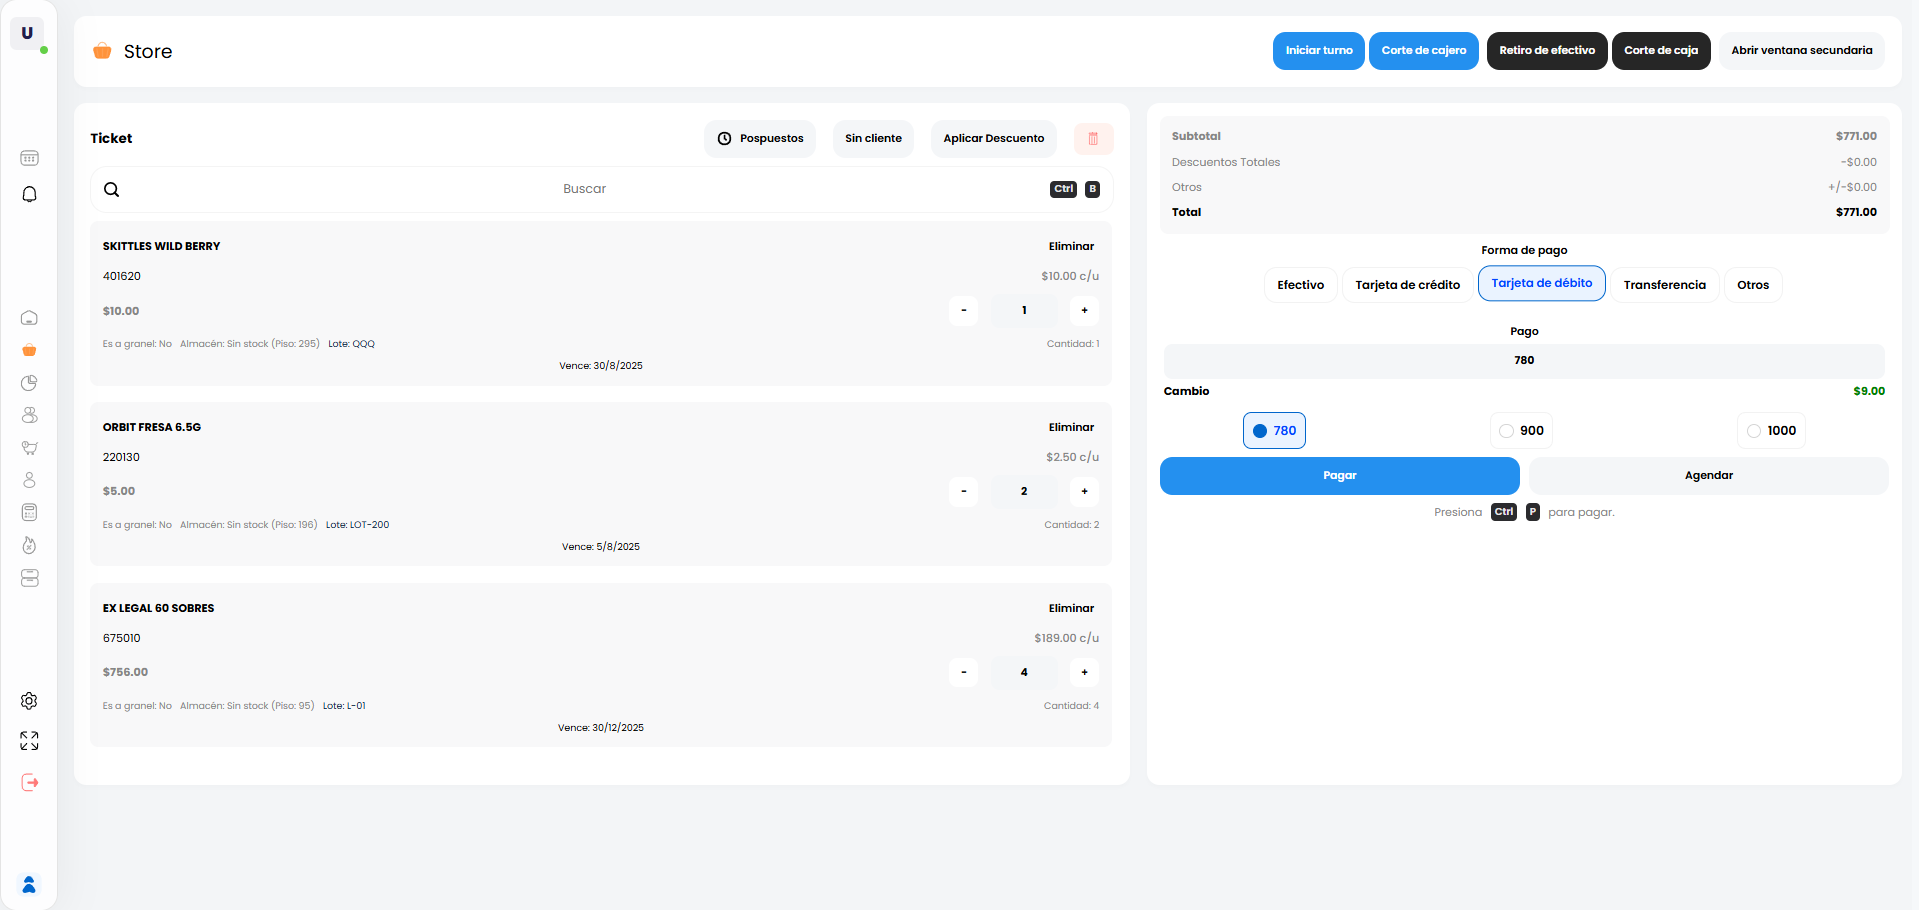 U
Store
Iniciar turno
Corte de cajero
Retiro de efectivo
Corte de caja
Abrir ventana secundaria
Ticket
Pospuestos
Sin cliente
Aplicar Descuento
Buscar
Ctrl B
SKITTLES WILD BERRY
Eliminar
401620
$10.00 c/u
$10.00
- 1 +
Es a granel: No Almacén: Sin stock (Piso: 295) Lote: QQQ
Cantidad: 1
Vence: 30/8/2025
ORBIT FRESA 6.5G
Eliminar
220130
$2.50 c/u
$5.00
- 2 +
Es a granel: No Almacén: Sin stock (Piso: 196) Lote: LOT-200
Cantidad: 2
Vence: 5/8/2025
EX LEGAL 60 SOBRES
Eliminar
675010
$189.00 c/u
$756.00
- 4 +
Es a granel: No Almacén: Sin stock (Piso: 95) Lote: L-01
Cantidad: 4
Vence: 30/12/2025
Subtotal $771.00
Descuentos Totales -$0.00
Otros +/-$0.00
Total $771.00
Forma de pago
Efectivo
Tarjeta de crédito
Tarjeta de débito
Transferencia
Otros
Pago
780
Cambio $9.00
780
900
1000
Pagar
Agendar
Presiona Ctrl P para pagar.